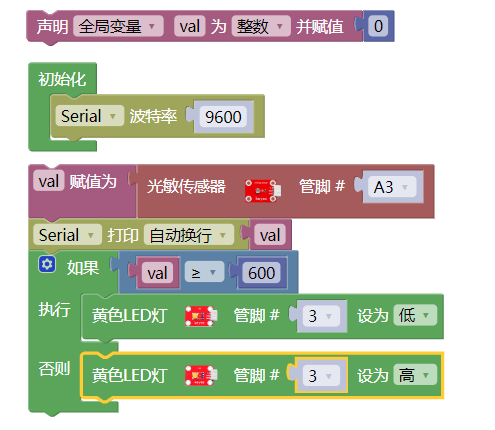 声明 全局变量 val 为 整数 并赋值 0
初始化
Serial 波特率 9600
val 赋值为 光敏传感器 管脚 # A3
Serial 打印 自动换行 val
如果 val ≥ 600
执行 黄色LED灯 管脚 # 3 设为 低
否则 黄色LED灯 管脚 # 3 设为 高